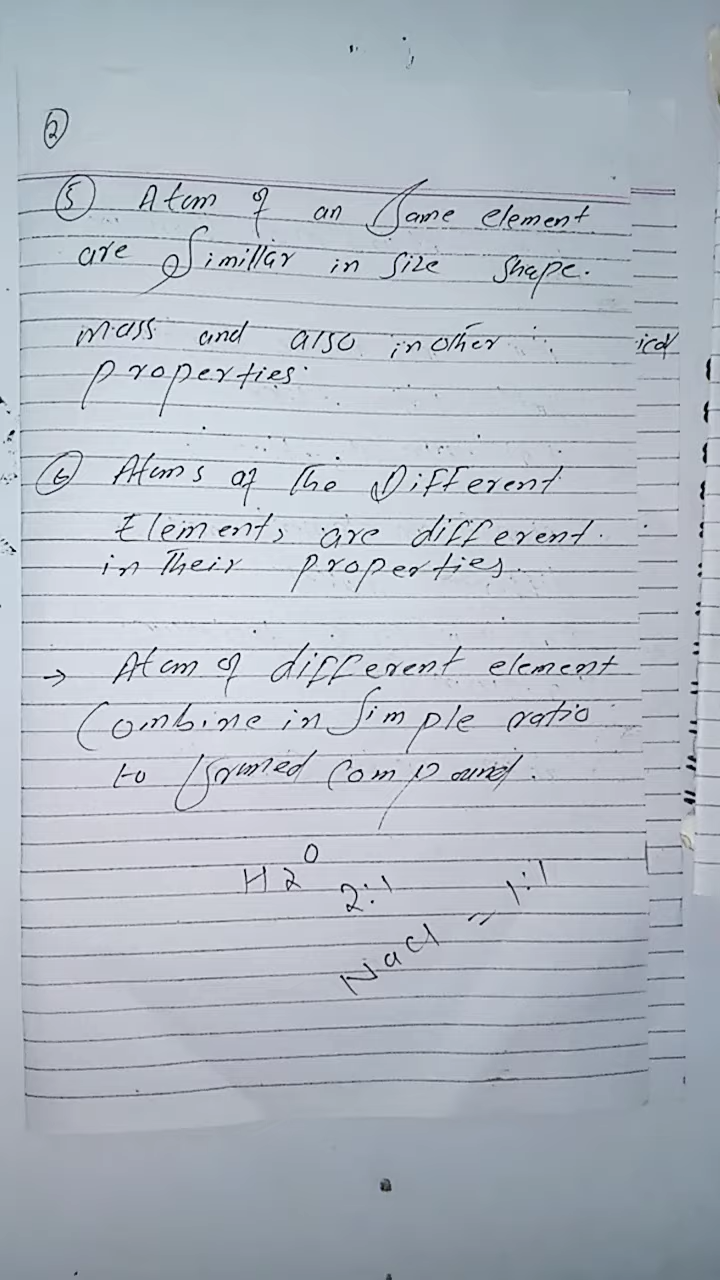 2
5 Atom of an Same element
are Simillar in Size Shape.
mass and also in other
properties.
6 Atoms of the Different
Elements are different.
in Their properties.
→ Atom of different element
Combine in Simple ratio
to formed Compound.
H2O
2:1
NaCl = 1:1